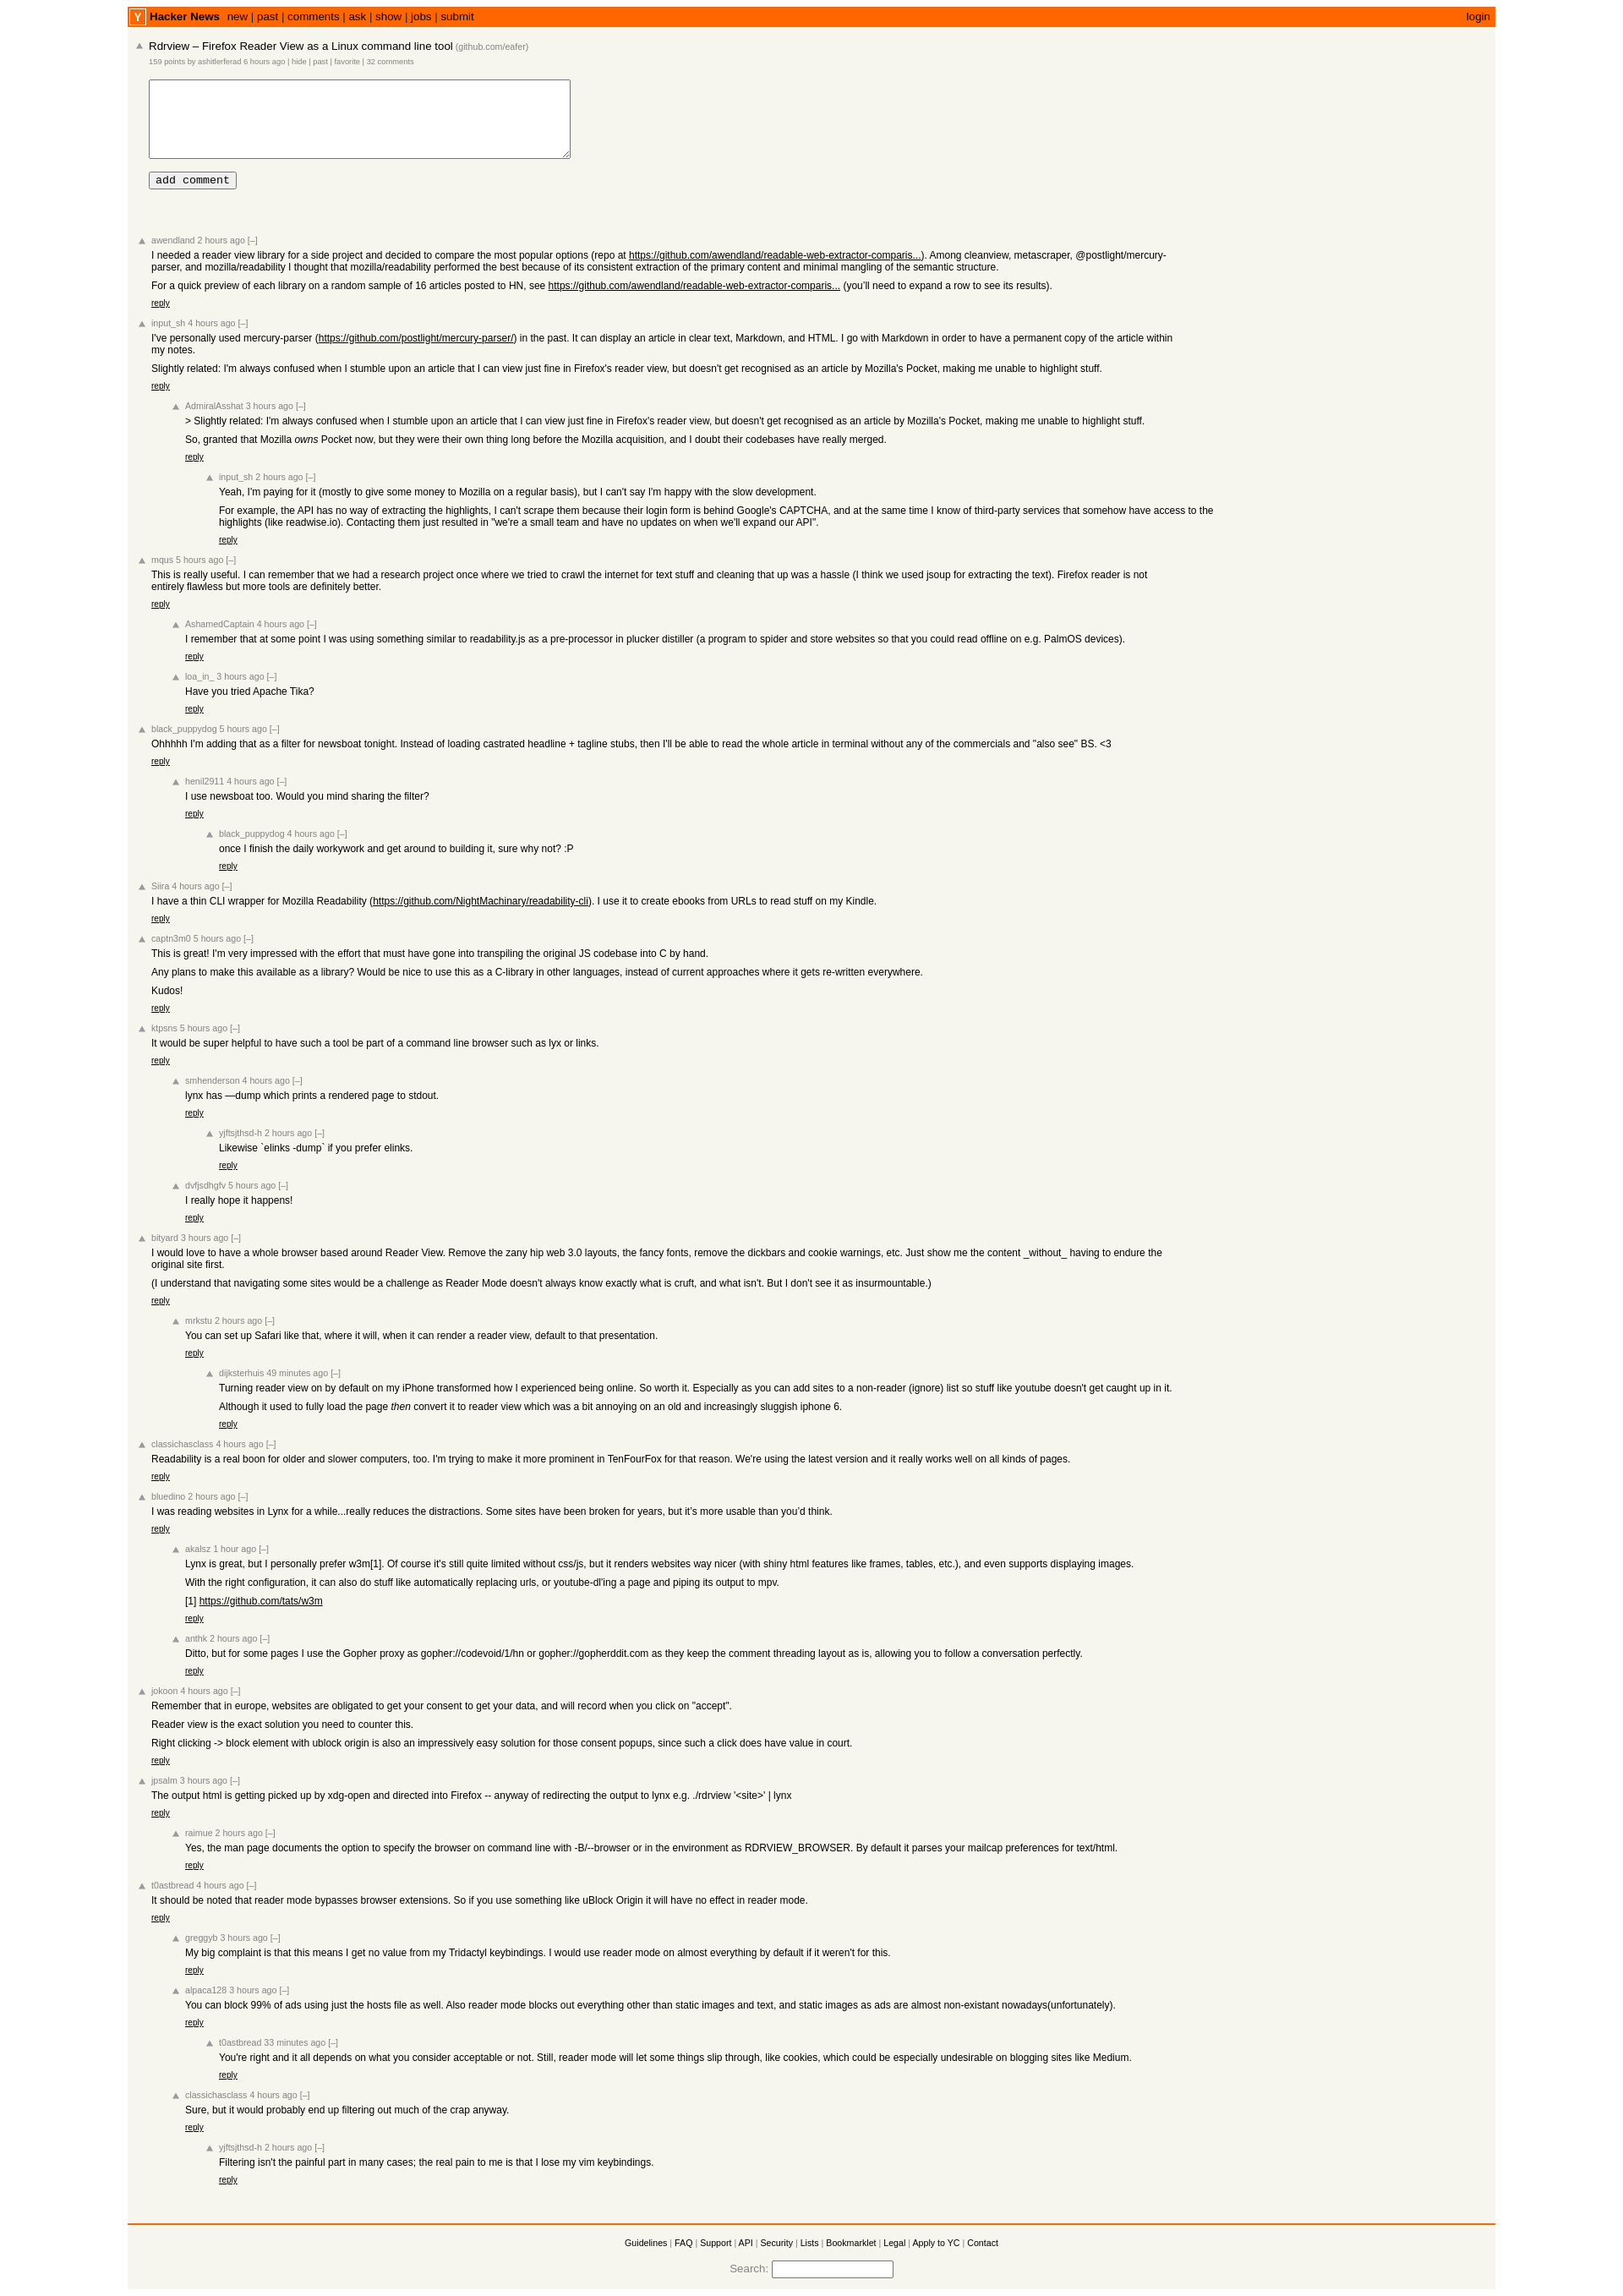 Y Hacker News new | past | comments | ask | show | jobs | submit login
Rdrview – Firefox Reader View as a Linux command line tool (github.com/eafer)
159 points by ashitlerferad 6 hours ago | hide | past | favorite | 32 comments
add comment
awendland 2 hours ago [–]
I needed a reader view library for a side project and decided to compare the most popular options (repo at https://github.com/awendland/readable-web-extractor-comparis...). Among cleanview, metascraper, @postlight/mercury-
parser, and mozilla/readability I thought that mozilla/readability performed the best because of its consistent extraction of the primary content and minimal mangling of the semantic structure.
For a quick preview of each library on a random sample of 16 articles posted to HN, see https://github.com/awendland/readable-web-extractor-comparis... (you'll need to expand a row to see its results).
reply
input_sh 4 hours ago [–]
I've personally used mercury-parser (https://github.com/postlight/mercury-parser/) in the past. It can display an article in clear text, Markdown, and HTML. I go with Markdown in order to have a permanent copy of the article within
my notes.
Slightly related: I'm always confused when I stumble upon an article that I can view just fine in Firefox's reader view, but doesn't get recognised as an article by Mozilla's Pocket, making me unable to highlight stuff.
reply
AdmiralAsshat 3 hours ago [–]
> Slightly related: I'm always confused when I stumble upon an article that I can view just fine in Firefox's reader view, but doesn't get recognised as an article by Mozilla's Pocket, making me unable to highlight stuff.
So, granted that Mozilla owns Pocket now, but they were their own thing long before the Mozilla acquisition, and I doubt their codebases have really merged.
reply
input_sh 2 hours ago [–]
Yeah, I'm paying for it (mostly to give some money to Mozilla on a regular basis), but I can't say I'm happy with the slow development.
For example, the API has no way of extracting the highlights, I can't scrape them because their login form is behind Google's CAPTCHA, and at the same time I know of third-party services that somehow have access to the
highlights (like readwise.io). Contacting them just resulted in "we're a small team and have no updates on when we'll expand our API".
reply
mqus 5 hours ago [–]
This is really useful. I can remember that we had a research project once where we tried to crawl the internet for text stuff and cleaning that up was a hassle (I think we used jsoup for extracting the text). Firefox reader is not
entirely flawless but more tools are definitely better.
reply
AshamedCaptain 4 hours ago [–]
I remember that at some point I was using something similar to readability.js as a pre-processor in plucker distiller (a program to spider and store websites so that you could read offline on e.g. PalmOS devices).
reply
loa_in_ 3 hours ago [–]
Have you tried Apache Tika?
reply
black_puppydog 5 hours ago [–]
Ohhhhh I'm adding that as a filter for newsboat tonight. Instead of loading castrated headline + tagline stubs, then I'll be able to read the whole article in terminal without any of the commercials and "also see" BS. <3
reply
henil2911 4 hours ago [–]
I use newsboat too. Would you mind sharing the filter?
reply
black_puppydog 4 hours ago [–]
once I finish the daily workywork and get around to building it, sure why not? :P
reply
Siira 4 hours ago [–]
I have a thin CLI wrapper for Mozilla Readability (https://github.com/NightMachinary/readability-cli). I use it to create ebooks from URLs to read stuff on my Kindle.
reply
captn3m0 5 hours ago [–]
This is great! I'm very impressed with the effort that must have gone into transpiling the original JS codebase into C by hand.
Any plans to make this available as a library? Would be nice to use this as a C-library in other languages, instead of current approaches where it gets re-written everywhere.
Kudos!
reply
ktpsns 5 hours ago [–]
It would be super helpful to have such a tool be part of a command line browser such as lyx or links.
reply
smhenderson 4 hours ago [–]
lynx has —dump which prints a rendered page to stdout.
reply
yjftsjthsd-h 2 hours ago [–]
Likewise `elinks -dump` if you prefer elinks.
reply
dvfjsdhgfv 5 hours ago [–]
I really hope it happens!
reply
bityard 3 hours ago [–]
I would love to have a whole browser based around Reader View. Remove the zany hip web 3.0 layouts, the fancy fonts, remove the dickbars and cookie warnings, etc. Just show me the content _without_ having to endure the
original site first.
(I understand that navigating some sites would be a challenge as Reader Mode doesn't always know exactly what is cruft, and what isn't. But I don't see it as insurmountable.)
reply
mrkstu 2 hours ago [–]
You can set up Safari like that, where it will, when it can render a reader view, default to that presentation.
reply
dijksterhuis 49 minutes ago [–]
Turning reader view on by default on my iPhone transformed how I experienced being online. So worth it. Especially as you can add sites to a non-reader (ignore) list so stuff like youtube doesn't get caught up in it.
Although it used to fully load the page then convert it to reader view which was a bit annoying on an old and increasingly sluggish iphone 6.
reply
classichasclass 4 hours ago [–]
Readability is a real boon for older and slower computers, too. I'm trying to make it more prominent in TenFourFox for that reason. We're using the latest version and it really works well on all kinds of pages.
reply
bluedino 2 hours ago [–]
I was reading websites in Lynx for a while...really reduces the distractions. Some sites have been broken for years, but it's more usable than you'd think.
reply
akalsz 1 hour ago [–]
Lynx is great, but I personally prefer w3m[1]. Of course it's still quite limited without css/js, but it renders websites way nicer (with shiny html features like frames, tables, etc.), and even supports displaying images.
With the right configuration, it can also do stuff like automatically replacing urls, or youtube-dl'ing a page and piping its output to mpv.
[1] https://github.com/tats/w3m
reply
anthk 2 hours ago [–]
Ditto, but for some pages I use the Gopher proxy as gopher://codevoid/1/hn or gopher://gopherddit.com as they keep the comment threading layout as is, allowing you to follow a conversation perfectly.
reply
jokoon 4 hours ago [–]
Remember that in europe, websites are obligated to get your consent to get your data, and will record when you click on "accept".
Reader view is the exact solution you need to counter this.
Right clicking -> block element with ublock origin is also an impressively easy solution for those consent popups, since such a click does have value in court.
reply
jpsalm 3 hours ago [–]
The output html is getting picked up by xdg-open and directed into Firefox -- anyway of redirecting the output to lynx e.g. ./rdrview '<site>' | lynx
reply
raimue 2 hours ago [–]
Yes, the man page documents the option to specify the browser on command line with -B/--browser or in the environment as RDRVIEW_BROWSER. By default it parses your mailcap preferences for text/html.
reply
t0astbread 4 hours ago [–]
It should be noted that reader mode bypasses browser extensions. So if you use something like uBlock Origin it will have no effect in reader mode.
reply
greggyb 3 hours ago [–]
My big complaint is that this means I get no value from my Tridactyl keybindings. I would use reader mode on almost everything by default if it weren't for this.
reply
alpaca128 3 hours ago [–]
You can block 99% of ads using just the hosts file as well. Also reader mode blocks out everything other than static images and text, and static images as ads are almost non-existant nowadays(unfortunately).
reply
t0astbread 33 minutes ago [–]
You're right and it all depends on what you consider acceptable or not. Still, reader mode will let some things slip through, like cookies, which could be especially undesirable on blogging sites like Medium.
reply
classichasclass 4 hours ago [–]
Sure, but it would probably end up filtering out much of the crap anyway.
reply
yjftsjthsd-h 2 hours ago [–]
Filtering isn't the painful part in many cases; the real pain to me is that I lose my vim keybindings.
reply
Guidelines | FAQ | Support | API | Security | Lists | Bookmarklet | Legal | Apply to YC | Contact
Search: